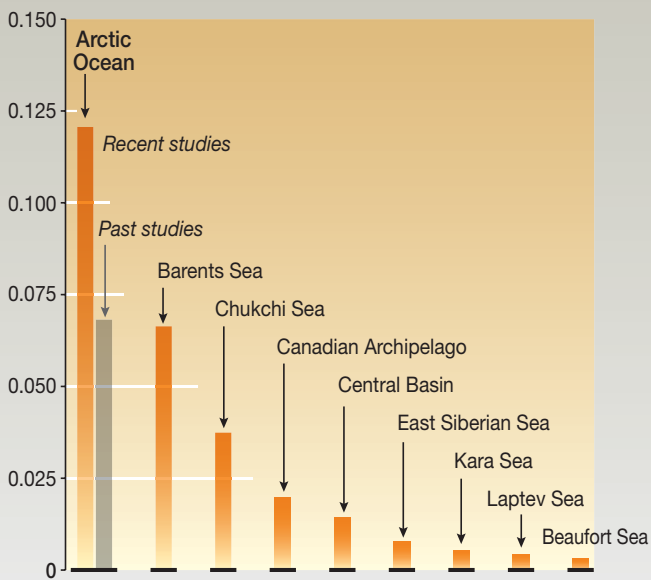 0.150
Arctic
Ocean
0.125
Recent studies
0.100
Past studies
Barents Sea
0.075
Chukchi Sea
Canadian Archipelago
Central Basin
0.050
East Siberian Sea
Kara Sea
0.025
Laptev Sea
Beaufort Sea
0